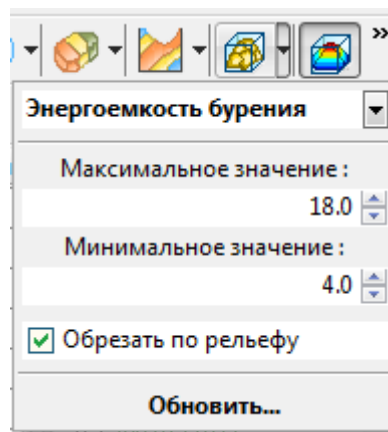 »
Энергоемкость бурения
Максимальное значение :
18.0
Минимальное значение :
4.0
Обрезать по рельефу
Обновить...